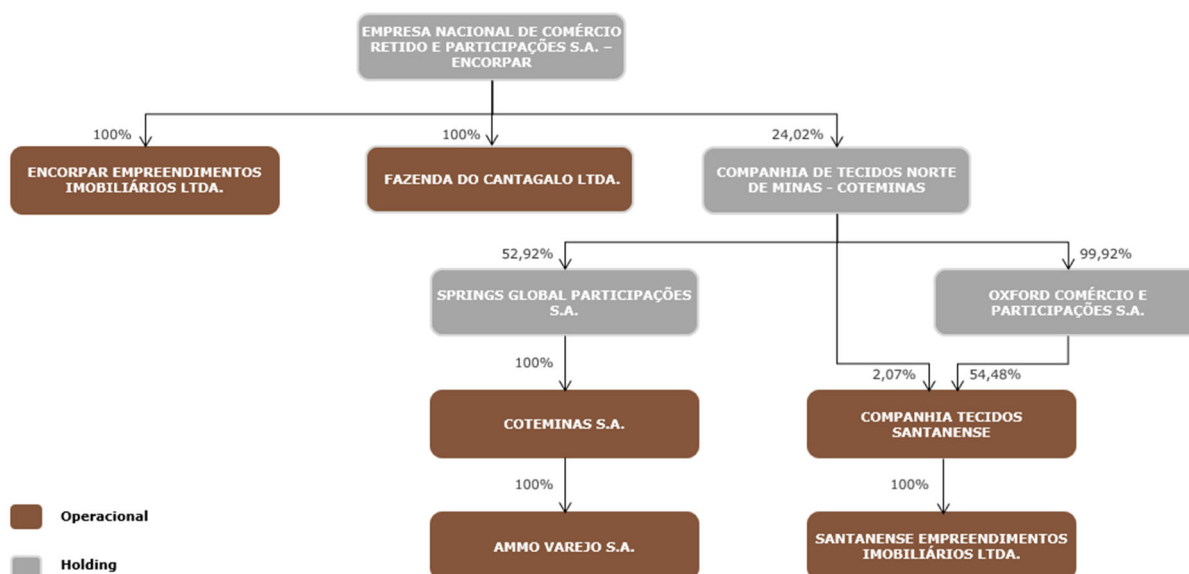 EMPRESA NACIONAL DE COMÉRCIO
RETIDO E PARTICIPAÇÕES S.A. –
ENCORPAR
100%
100%
24,02%
ENCORPAR EMPREENDIMENTOS
IMOBILIÁRIOS LTDA.
FAZENDA DO CANTAGALO LTDA.
COMPANHIA DE TECIDOS NORTE
DE MINAS - COTEMINAS
52,92%
99,92%
SPRINGS GLOBAL PARTICIPAÇÕES
S.A.
OXFORD COMÉRCIO E
PARTICIPAÇÕES S.A.
100%
2,07%
54,48%
COTEMINAS S.A.
COMPANHIA TECIDOS
SANTANENSE
100%
100%
AMMO VAREJO S.A.
SANTANENSE EMPREENDIMENTOS
IMOBILIÁRIOS LTDA.
Operacional
Holding